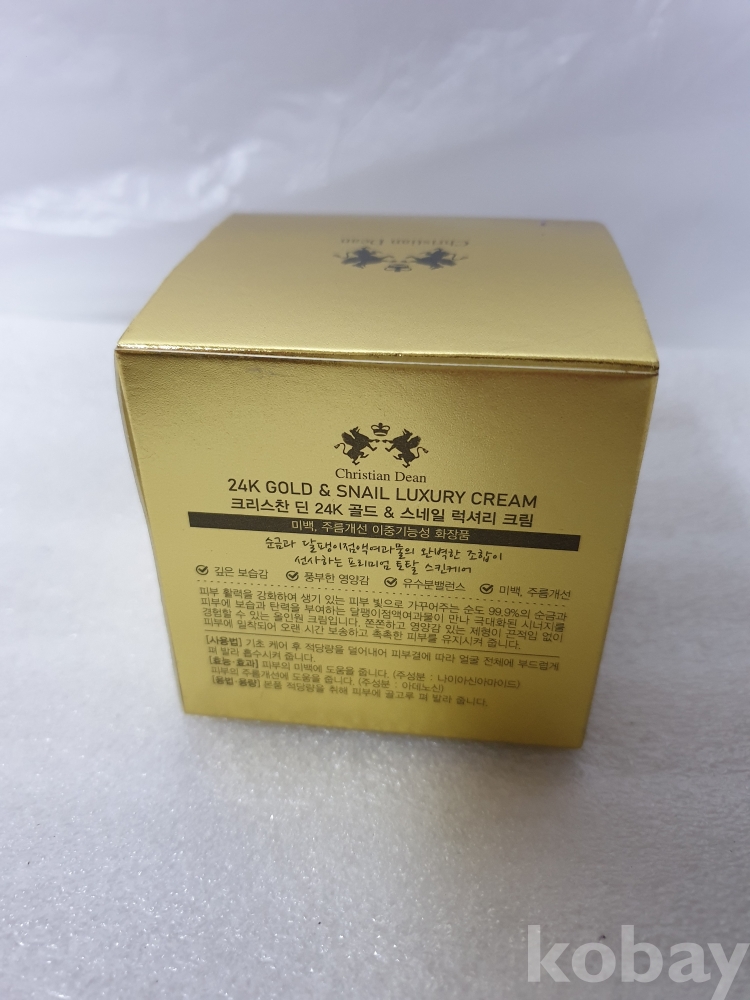 Christian Dean
Christian Dean
24K GOLD & SNAIL LUXURY CREAM
크리스찬 딘 24K 골드 & 스네일 럭셔리 크림
미백, 주름개선 이중기능성 화장품
순금과 달팽이점액여과물의 완벽한 조합이
선사하는 프리미엄 토탈 스킨케어
깊은 보습감 풍부한 영양감 유수분밸런스 미백, 주름개선
피부 활력을 강화하여 생기 있는 피부 빛으로 가꾸어주는 순도 99.9%의 순금과
피부에 보습과 탄력을 부여하는 달팽이점액여과물이 만나 극대화된 시너지를
경험할 수 있는 올인원 크림입니다. 쫀쫀하고 영양감 있는 제형이 끈적임 없이
피부에 밀착되어 오랜 시간 보송하고 촉촉한 피부를 유지시켜 줍니다.
[사용법] 기초 케어 후 적당량을 덜어내어 피부결에 따라 얼굴 전체에 부드럽게
펴 발라 흡수시켜 줍니다.
[효능·효과] 피부의 미백에 도움을 줍니다. (주성분 : 나이아신아마이드)
피부의 주름개선에 도움을 줍니다. (주성분 : 아데노신)
[용법·용량] 본품 적당량을 취해 피부에 골고루 펴 발라 줍니다.
kobay